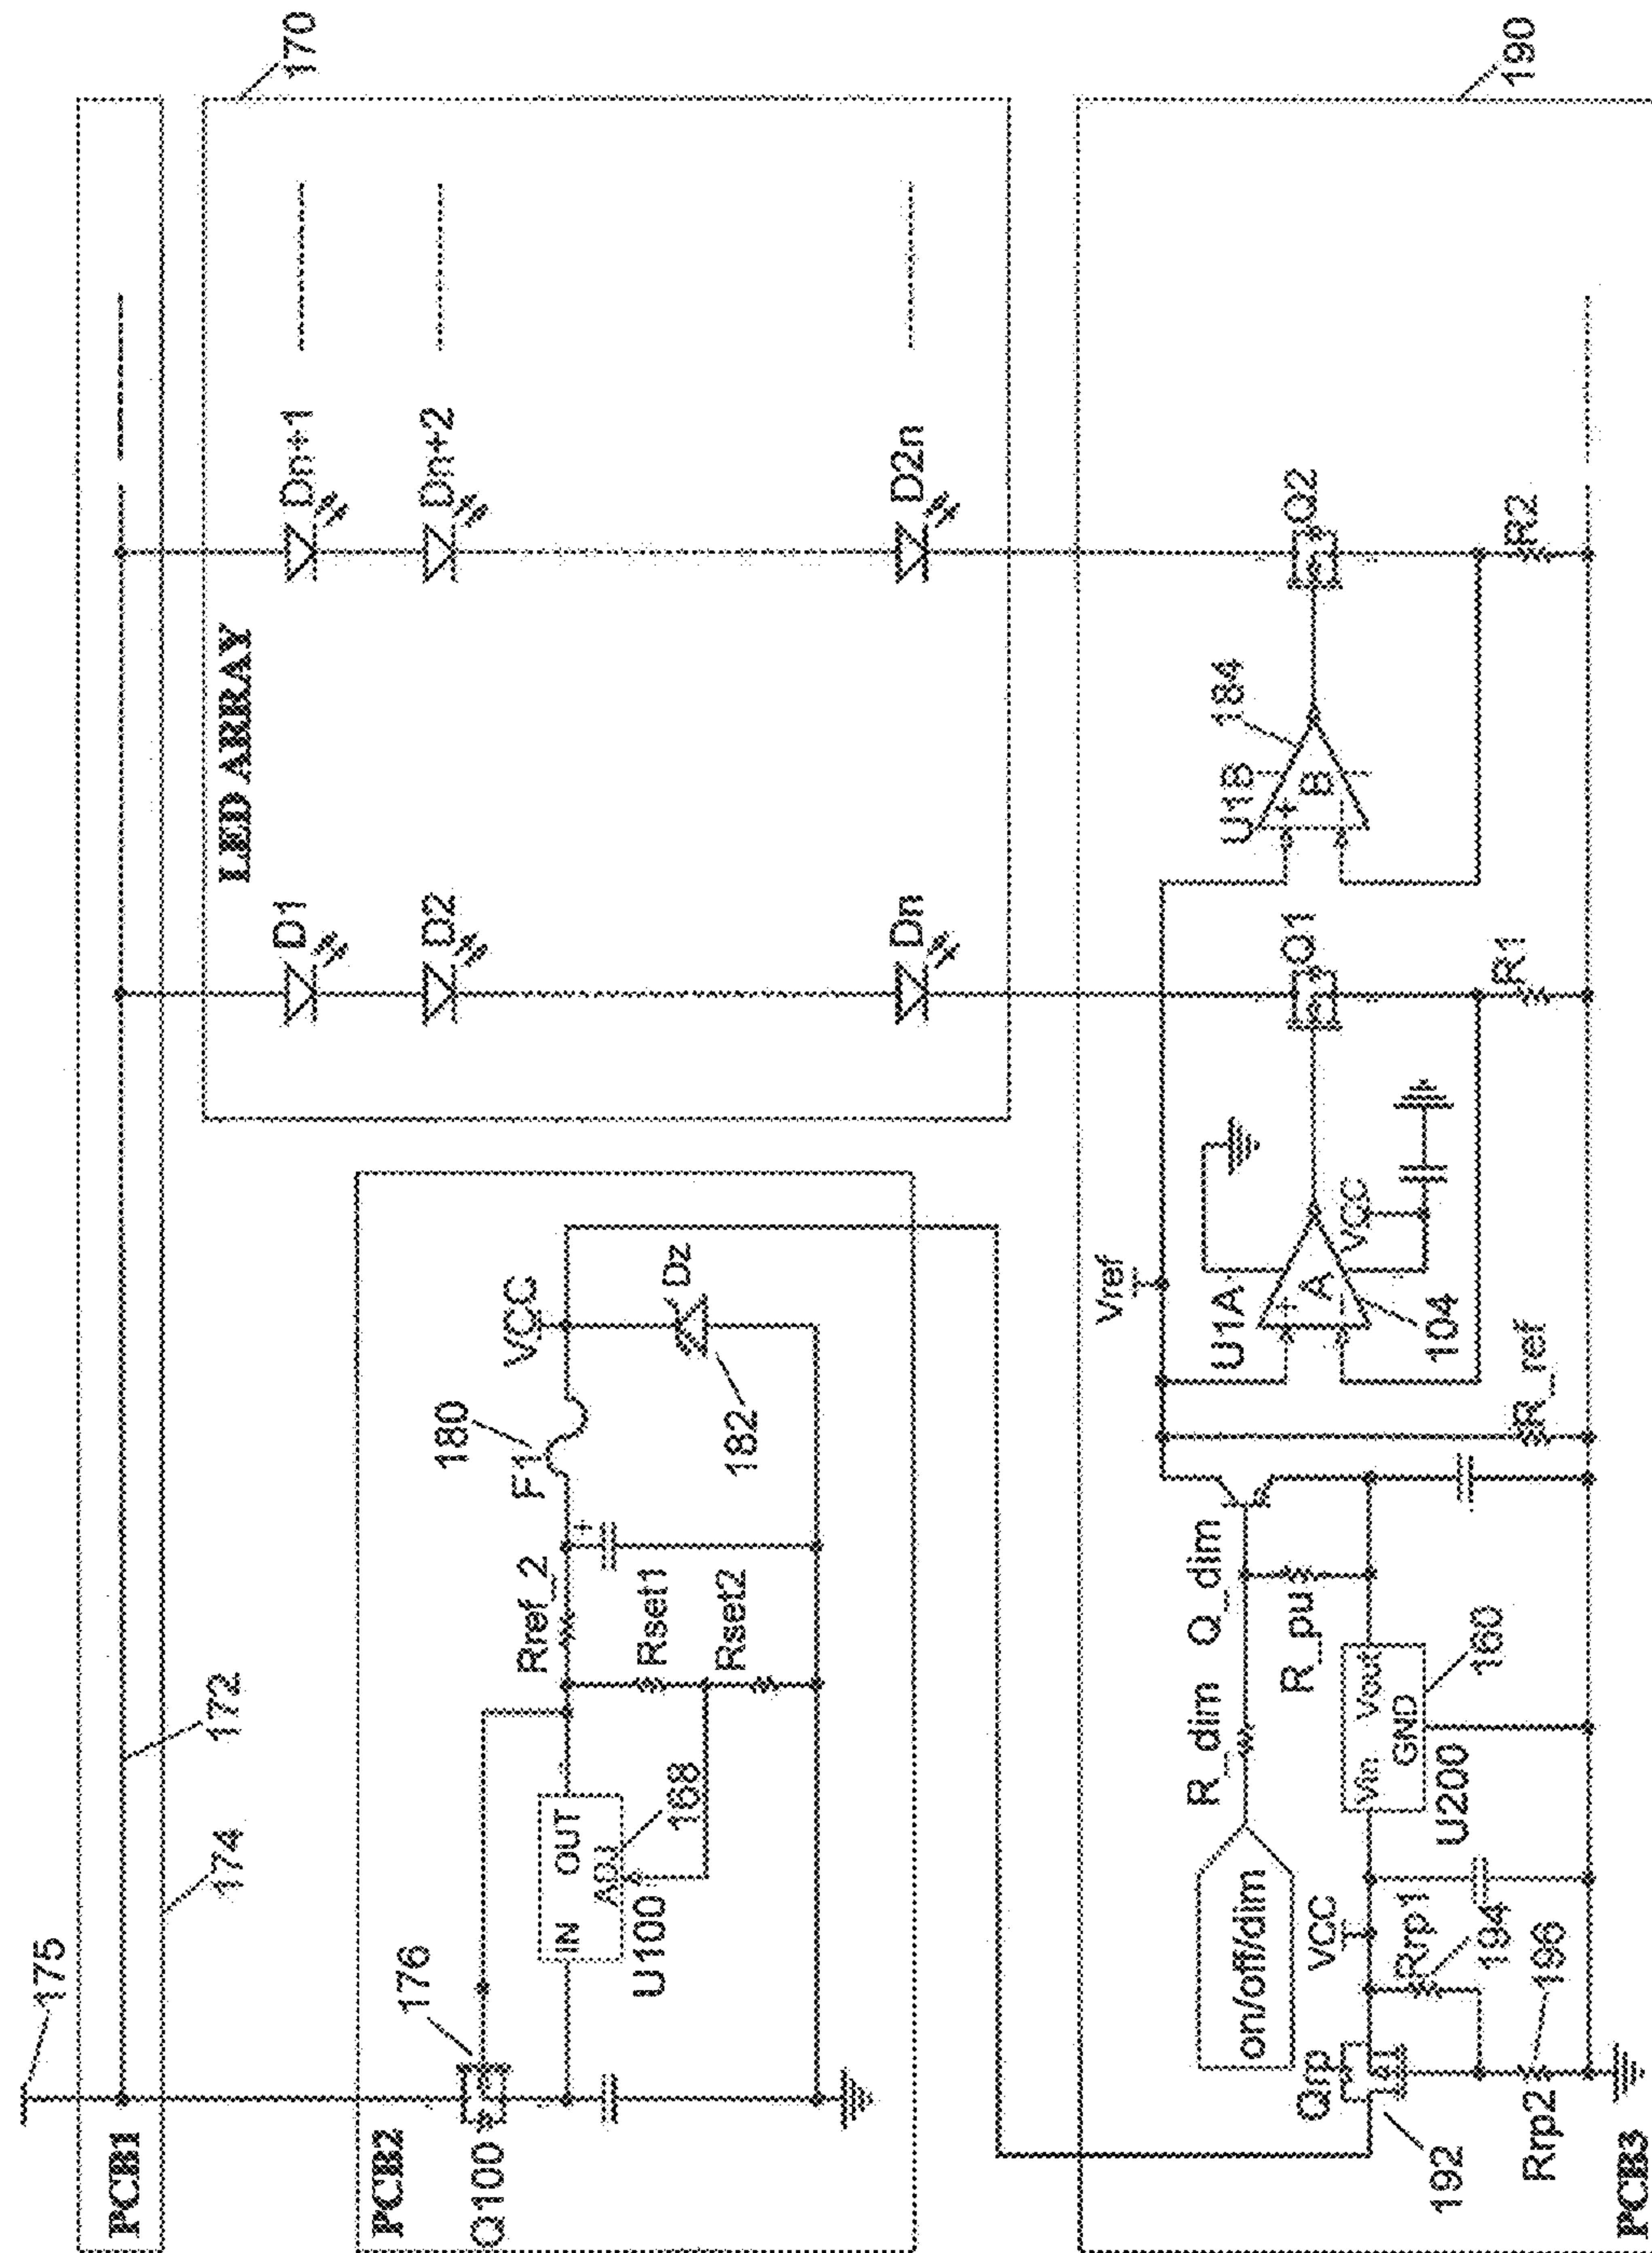 175
170
PCB1
172
174
LED ARRAY
D1
Dn+1
D2
Dn+2
Dn
D2n
PCB2
176
Q100
IN
OUT
ADJ
168
U100
Rref_2
Rset1
Rset2
F1
180
VCC
Dz
182
190
Vref
on/off/dim
R_dim
Q_dim
R_pu
Qrp
VCC
Vin
Vout
GND
160
U200
192
Rrp1
194
Rrp2
196
R_ref
U1A
+
A
-
104
VCC
Q1
R1
U1B
184
+
B
-
Q2
R2
PCB3